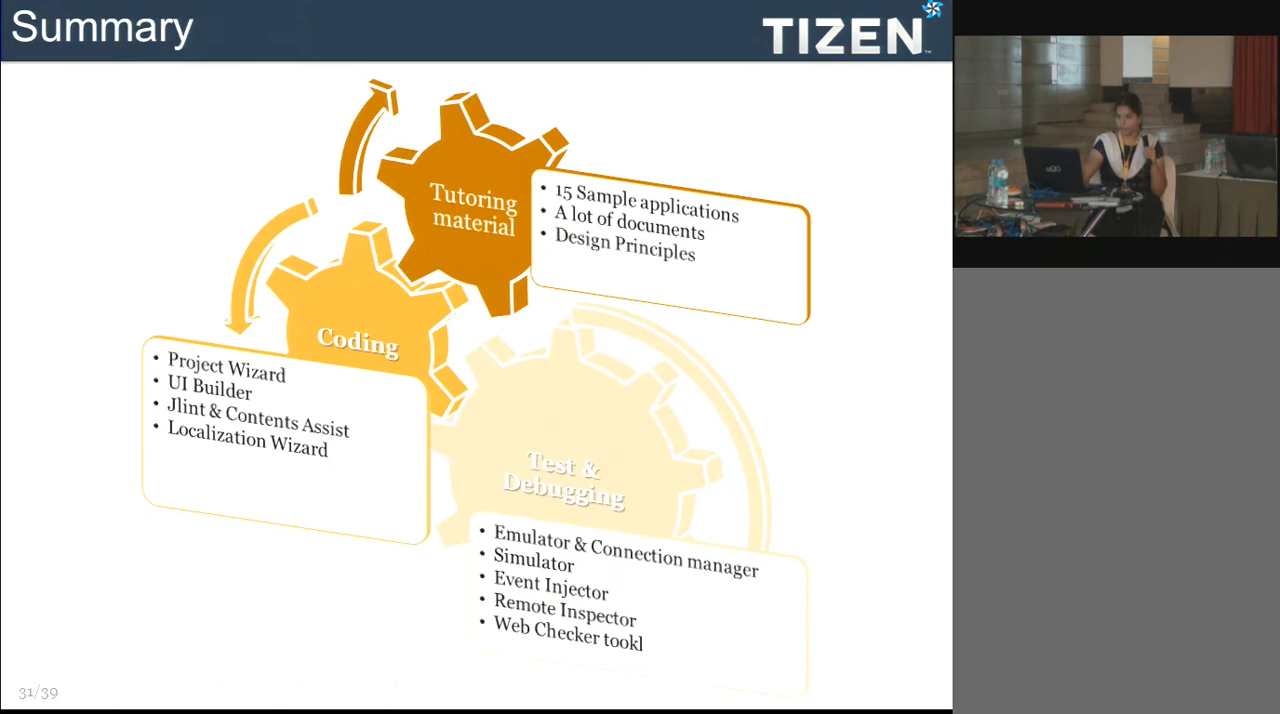 Summary
TIZEN™
Tutoring
material
• 15 Sample applications
• A lot of documents
• Design Principles
Coding
• Project Wizard
• UI Builder
• Jlint & Contents Assist
• Localization Wizard
Test &
Debugging
• Emulator & Connection manager
• Simulator
• Event Injector
• Remote Inspector
• Web Checker tookl
31/39